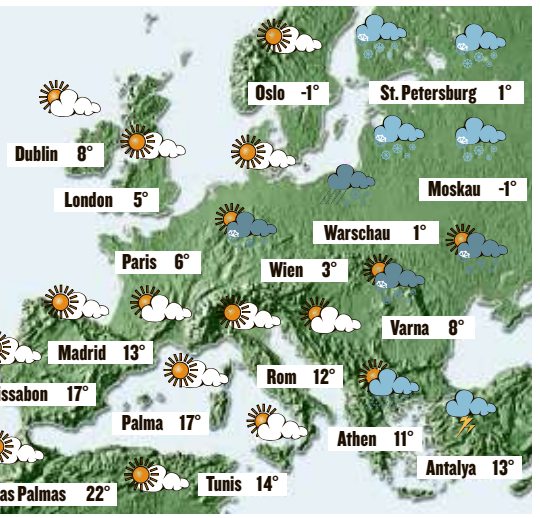 Oslo -1°
St. Petersburg 1°
Dublin 8°
Moskau -1°
London 5°
Warschau 1°
Paris 6°
Wien 3°
Varna 8°
Madrid 13°
Rom 12°
issabon 17°
Palma 17°
Athen 11°
Antalya 13°
as Palmas 22°
Tunis 14°